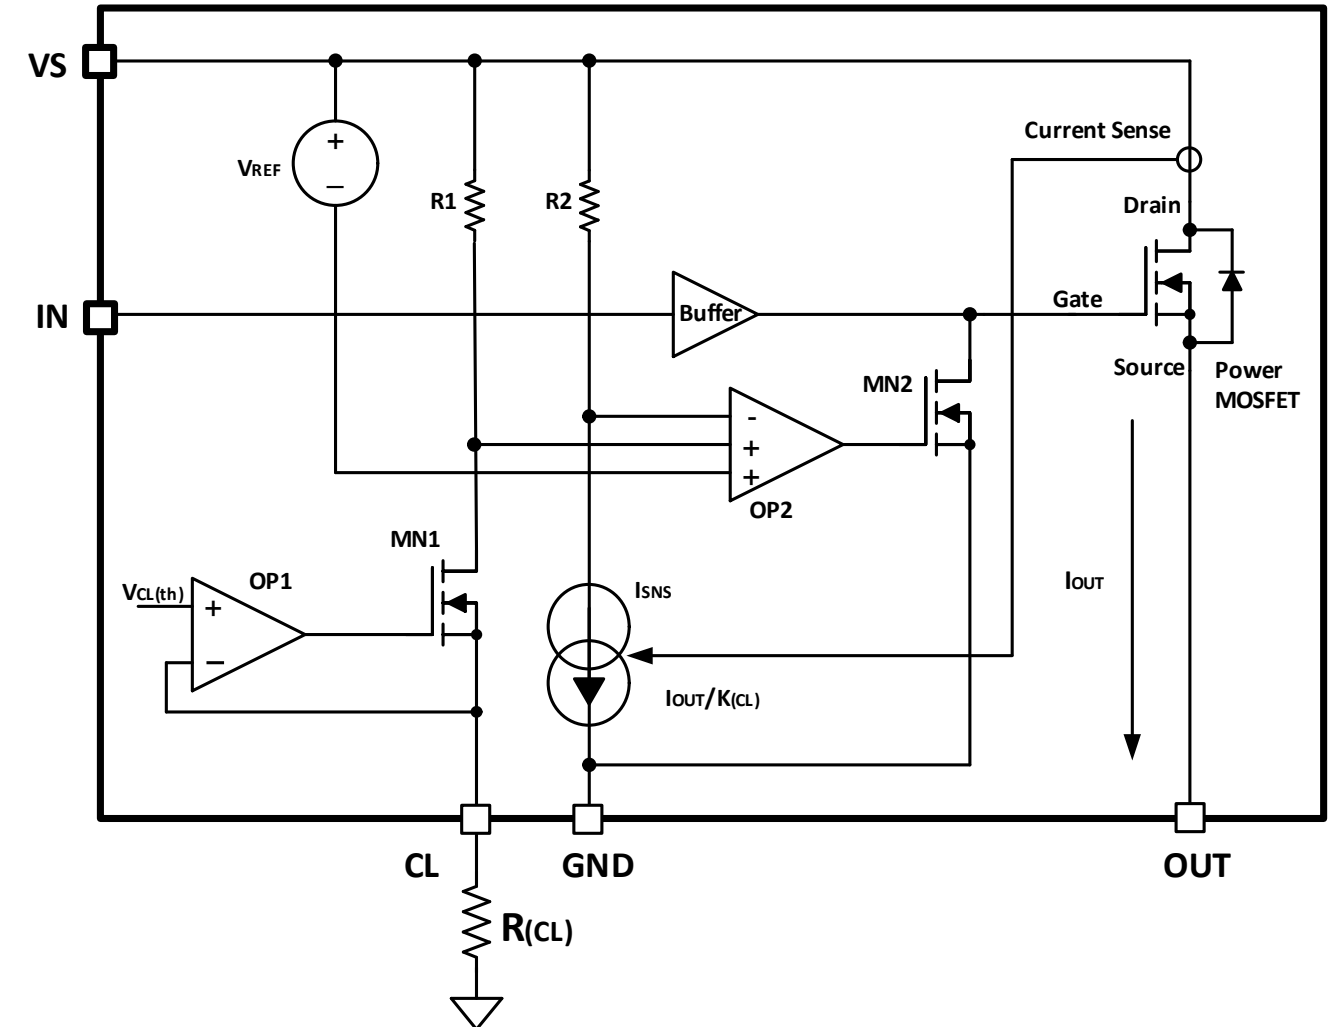 VS
+
VREF
−
Current Sense
R1
R2
Drain
IN
Buffer
Gate
MN2
Source
Power
MOSFET
-
+
+
OP2
MN1
VCL(th)
OP1
+
−
ISNS
IOUT
IOUT/K(CL)
CL
GND
OUT
R(CL)